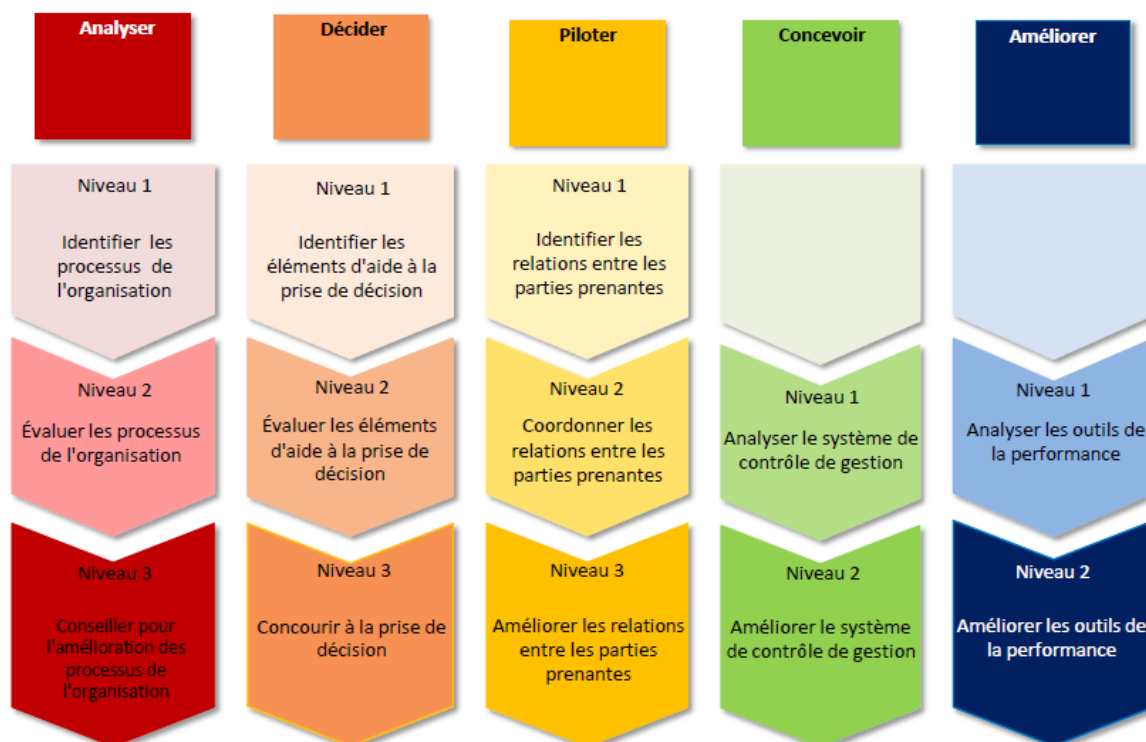 Analyser
Décider
Piloter
Concevoir
Améliorer
Niveau 1
Identifier les
processus de
l'organisation
Niveau 1
Identifier les
éléments d'aide à la
prise de décision
Niveau 1
Identifier les
relations entre les
parties prenantes
Niveau 2
Évaluer les processus
de l'organisation
Niveau 2
Évaluer les éléments
d'aide à la prise de
décision
Niveau 2
Coordonner les
relations entre les
parties prenantes
Niveau 1
Analyser le système de
contrôle de gestion
Niveau 1
Analyser les outils de
la performance
Niveau 3
Conseiller pour
l'amélioration des
processus de
l'organisation
Niveau 3
Concourir à la prise de
décision
Niveau 3
Améliorer les relations
entre les parties
prenantes
Niveau 2
Améliorer le système
de contrôle de gestion
Niveau 2
Améliorer les outils de
la performance